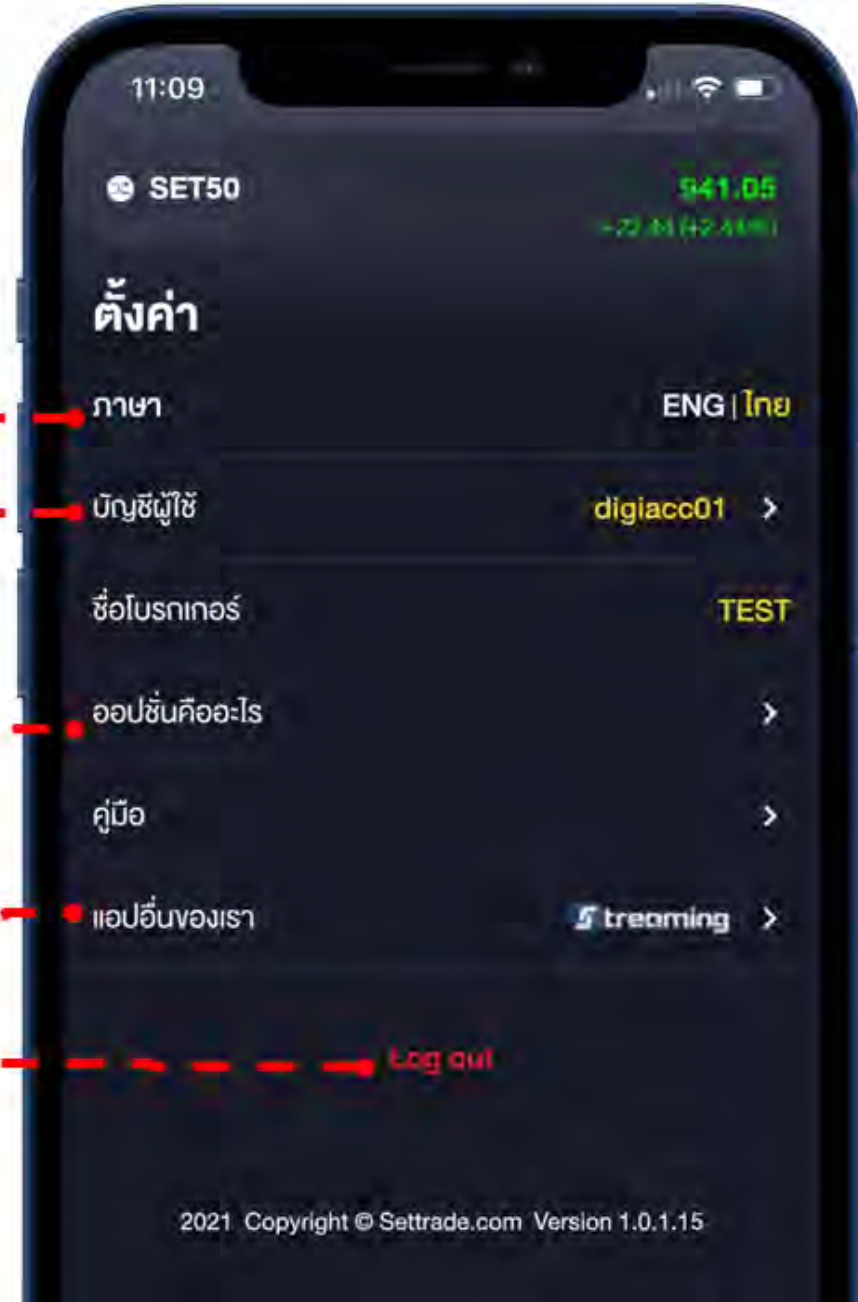 11:09
SET50
941.05
ตั้งค่า
ภาษา
ENG | ไทย
บัญชีผู้ใช้
digiacc01 >
ชื่อโบรกเกอร์
TEST
ออปชั่นคืออะไร >
คู่มือ >
แอปอื่นของเรา
Streaming >
Log out
2021 Copyright © Settrade.com Version 1.0.1.15